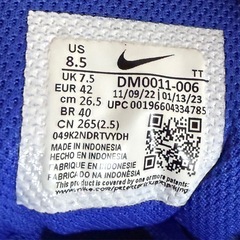 US
8.5
TT
UK 7.5 DM0011-006
EUR 42 11/09/22 01/13/23
cm 26.5 UPC 00196604334785
BR 40
CN 265(2.5)
049K2NDRTVYDH
MADE IN INDONESIA
HECHO EN INDONESIA
FABRIQUÉ EN INDONÉSIE
FABRICADO NA INDONÉSIA